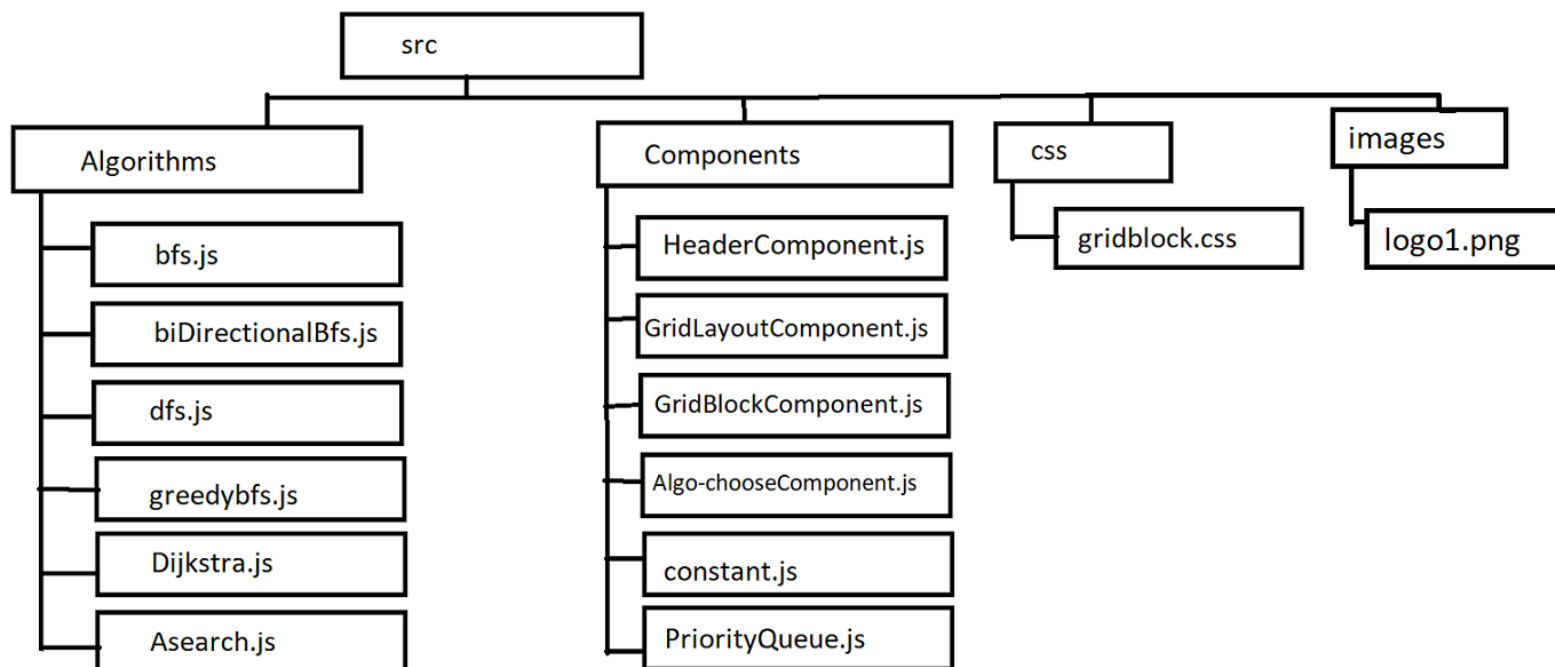 src
Algorithms
bfs.js
biDirectionalBfs.js
dfs.js
greedybfs.js
Dijkstra.js
Asearch.js
Components
HeaderComponent.js
GridLayoutComponent.js
GridBlockComponent.js
Algo-chooseComponent.js
constant.js
PriorityQueue.js
css
gridblock.css
images
logo1.png